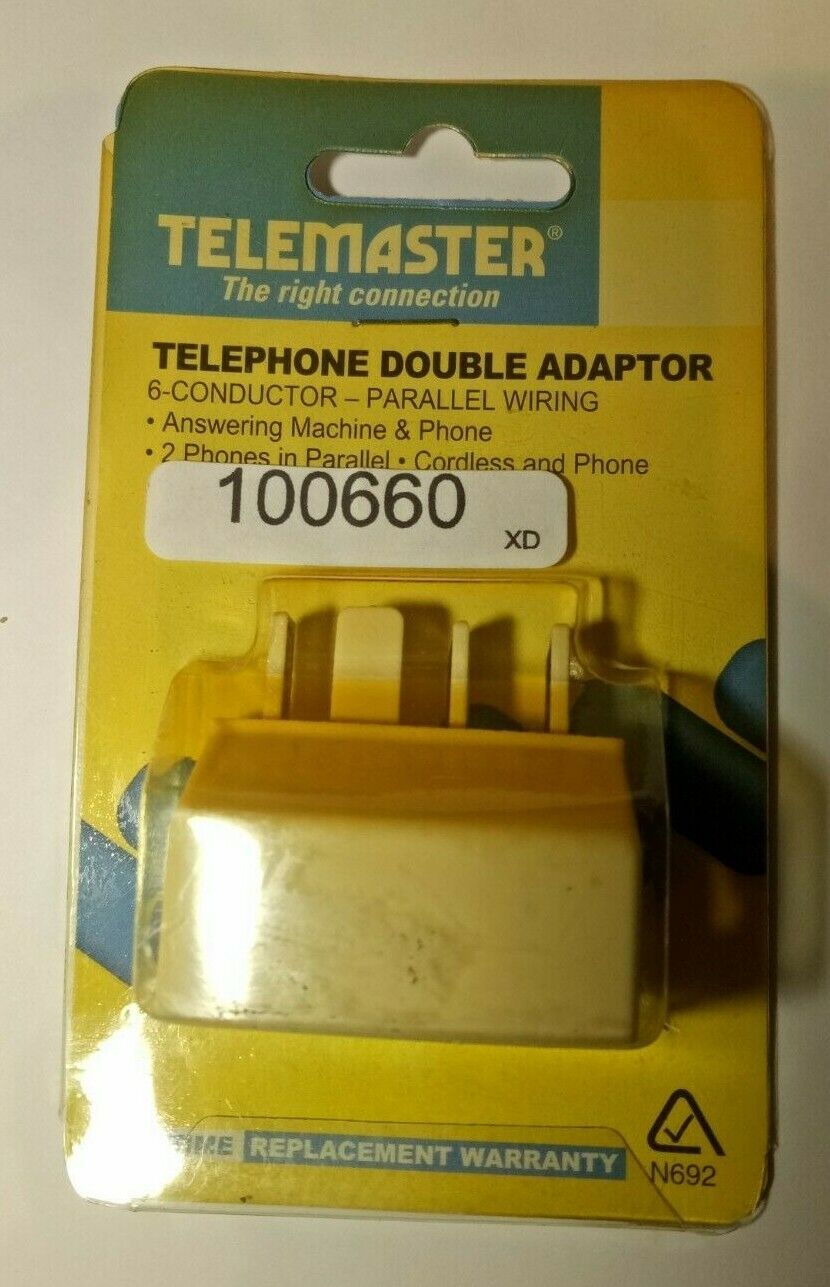 TELEMASTER®
The right connection
TELEPHONE DOUBLE ADAPTOR
6-CONDUCTOR – PARALLEL WIRING
• Answering Machine & Phone
• 2 Phones in Parallel • Cordless and Phone
100660
XD
REPLACEMENT WARRANTY
N692